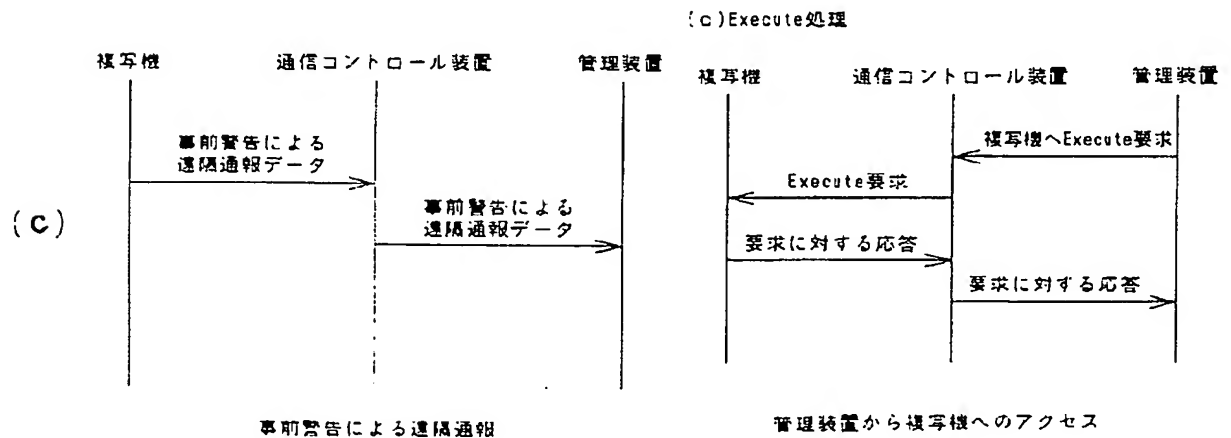 (c)
複写機
通信コントロール装置
管理装置
事前警告による
遠隔通報データ
事前警告による
遠隔通報データ
事前警告による遠隔通報
(c)Execute処理
複写機
通信コントロール装置
管理装置
複写機へExecute要求
Execute要求
要求に対する応答
要求に対する応答
管理装置から複写機へのアクセス